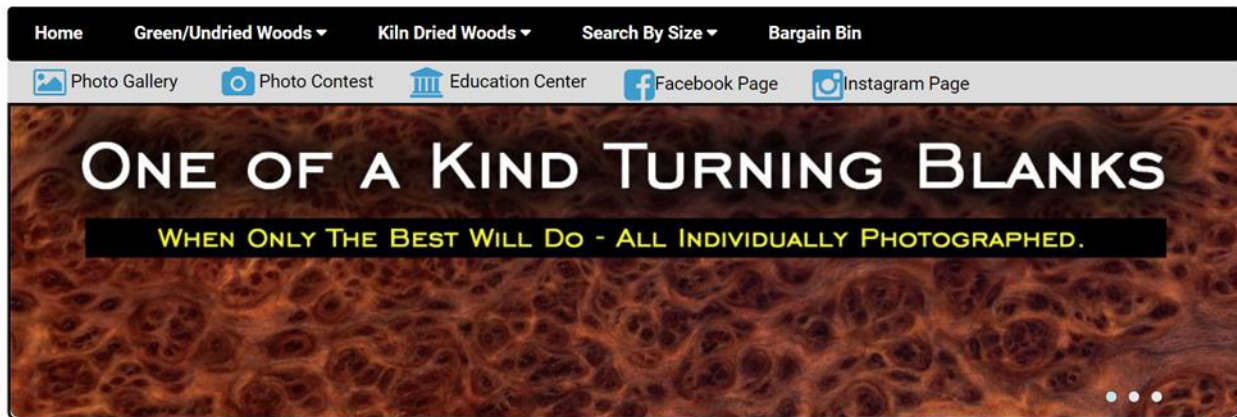 Home Green/Undried Woods Kiln Dried Woods Search By Size Bargain Bin
Photo Gallery Photo Contest Education Center Facebook Page Instagram Page
One of a Kind Turning Blanks
When Only The Best Will Do - All Individually Photographed.